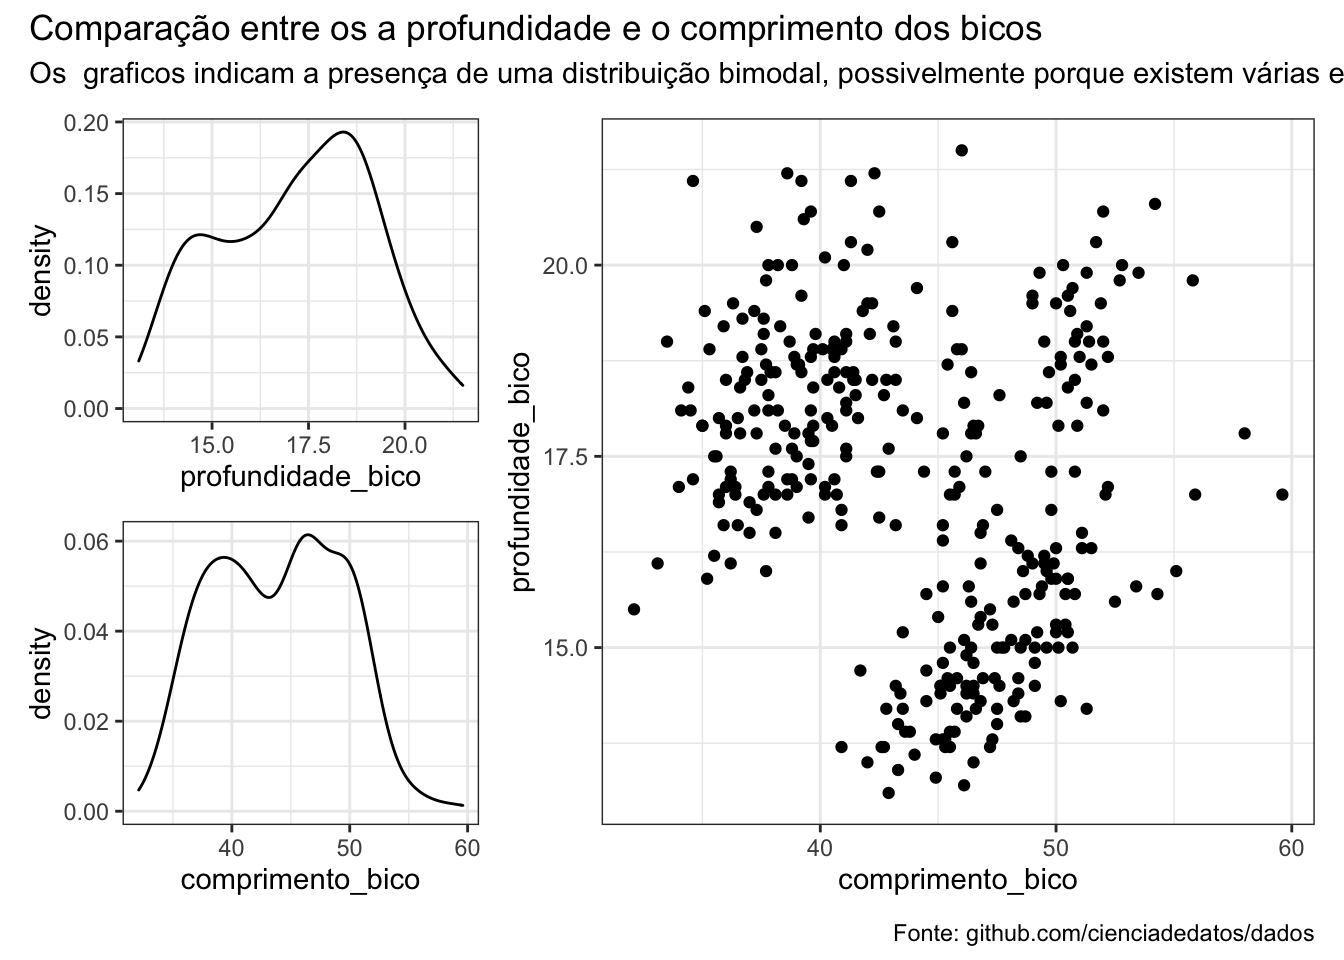 Comparação entre os a profundidade e o comprimento dos bicos
Os  graficos indicam a presença de uma distribuição bimodal, possivelmente porque existem várias e
0.20
0.15
0.10
0.05
0.00
density
15.0 17.5 20.0
profundidade_bico
0.06
0.04
0.02
0.00
density
40 50 60
comprimento_bico
20.0
17.5
15.0
profundidade_bico
40 50 60
comprimento_bico
Fonte: github.com/cienciadedatos/dados